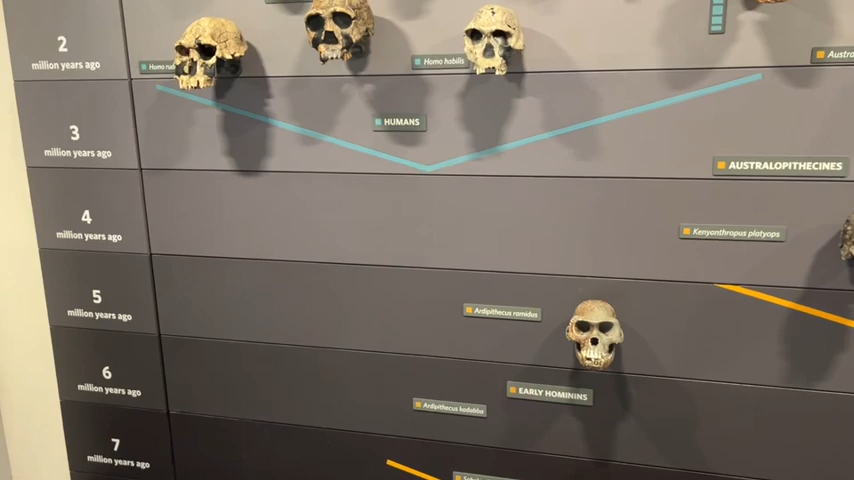 2
million years ago
Homo
Homo habilis
3
million years ago
HUMANS
AUSTRALOPITHECINES
4
million years ago
Kenyanthropus platyops
5
million years ago
Ardipithecus ramidus
6
million years ago
EARLY HOMININS
Ardipithecus kadabba
7
million years ago